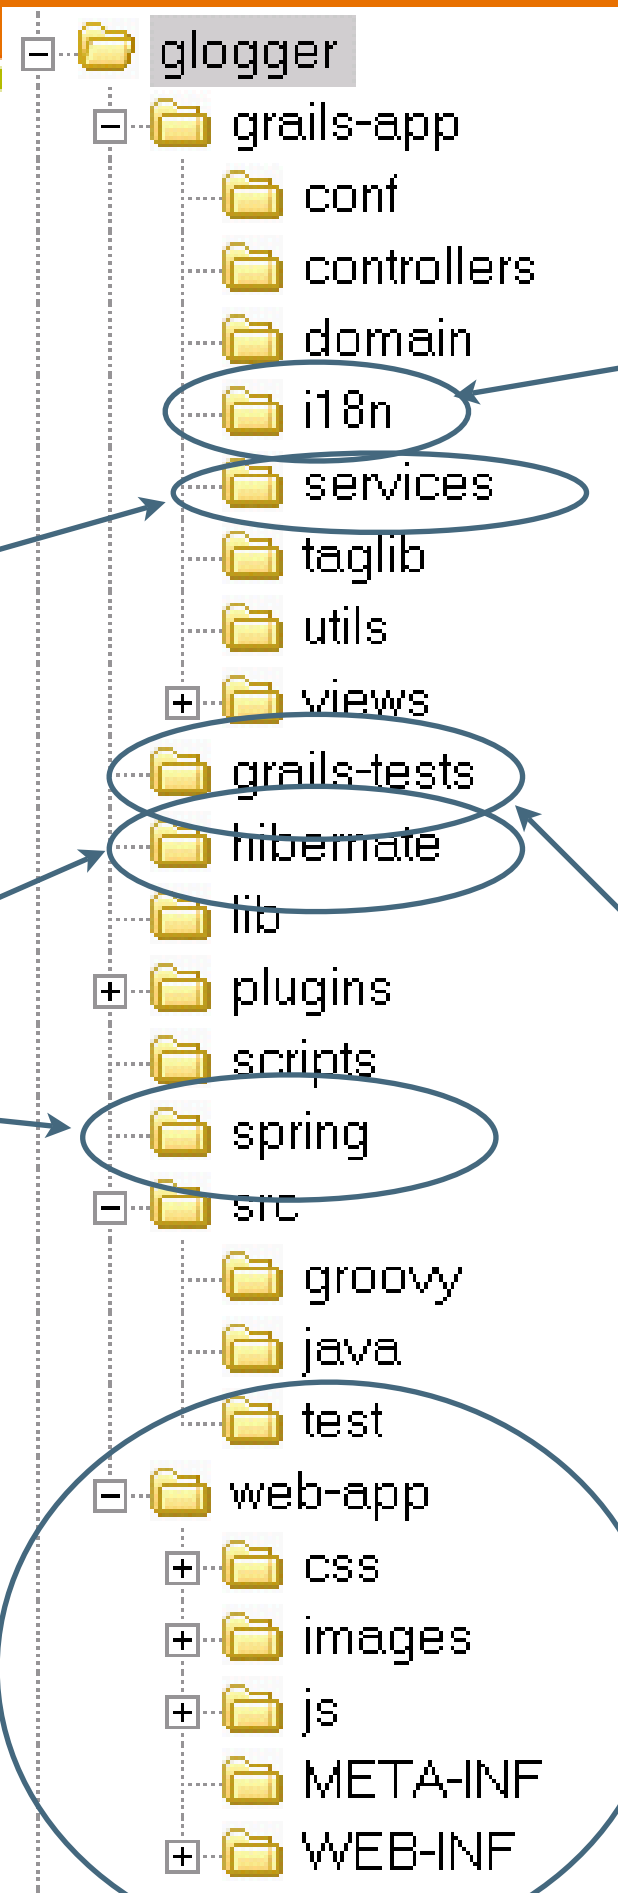 glogger
grails-app
conf
controllers
domain
i18n
services
taglib
utils
views
grails-tests
hibernate
lib
plugins
scripts
spring
src
groovy
java
test
web-app
css
images
js
META-INF
WEB-INF